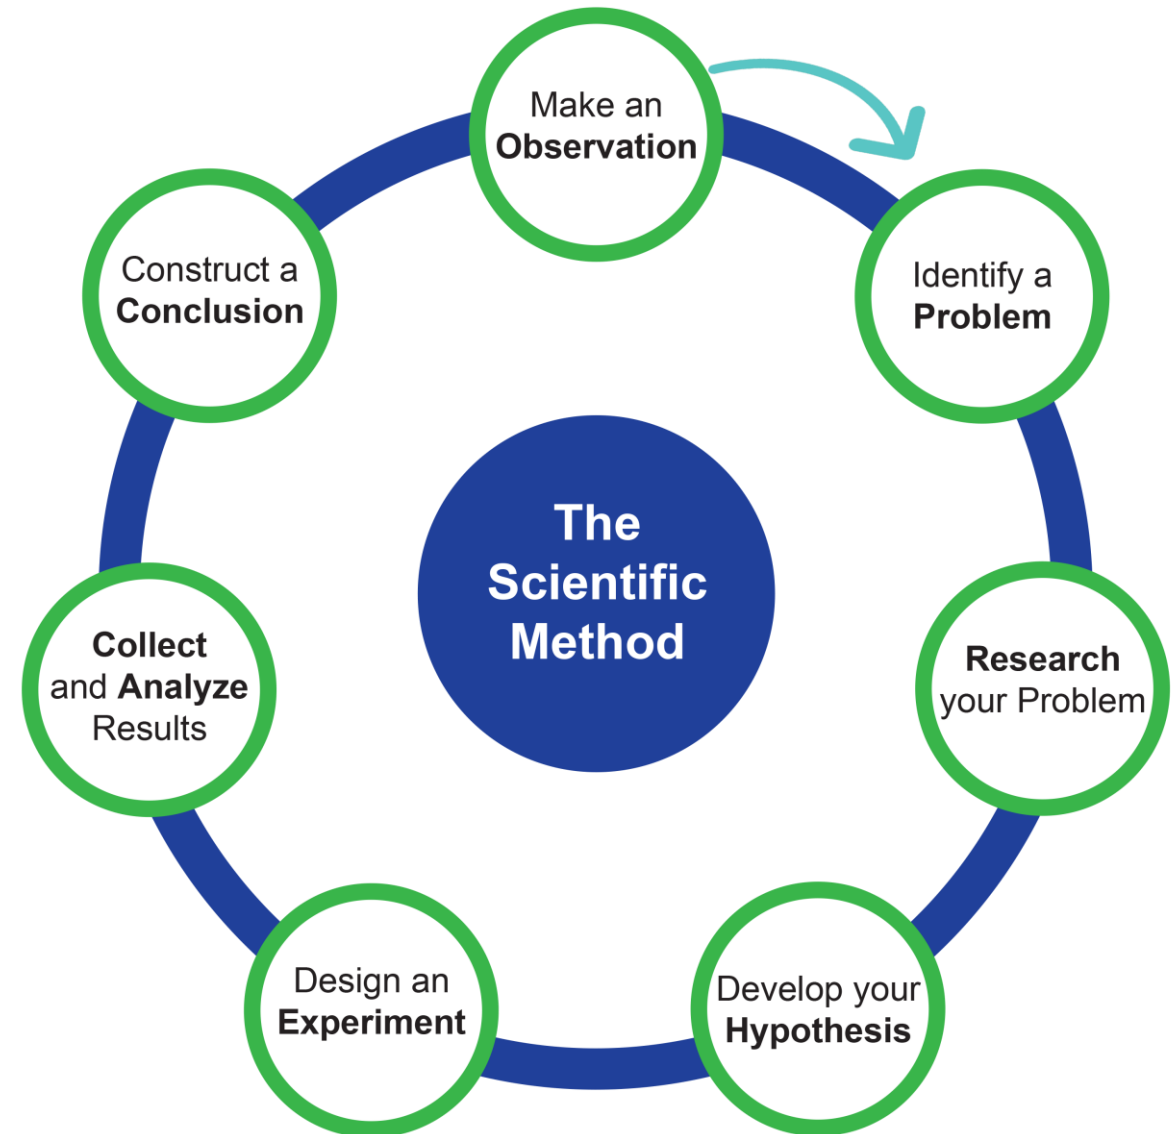 The
Scientific
Method
Make an
Observation
Identify a
Problem
Research
your Problem
Develop your
Hypothesis
Design an
Experiment
Collect
and Analyze
Results
Construct a
Conclusion